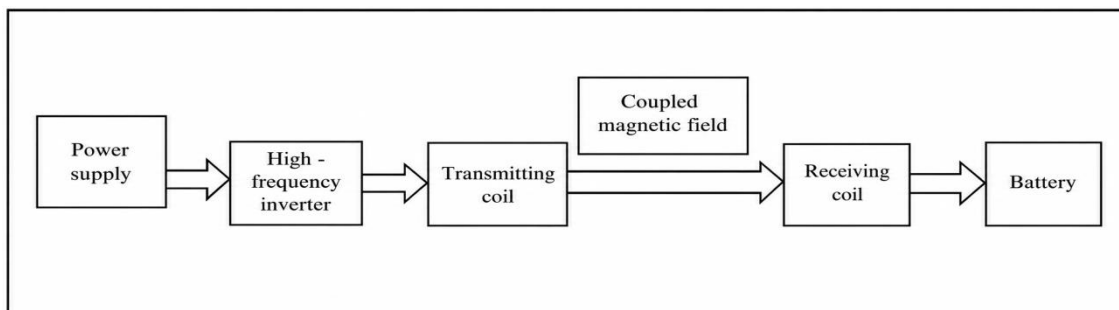 Power
supply
High -
frequency
inverter
Transmitting
coil
Coupled
magnetic field
Receiving
coil
Battery